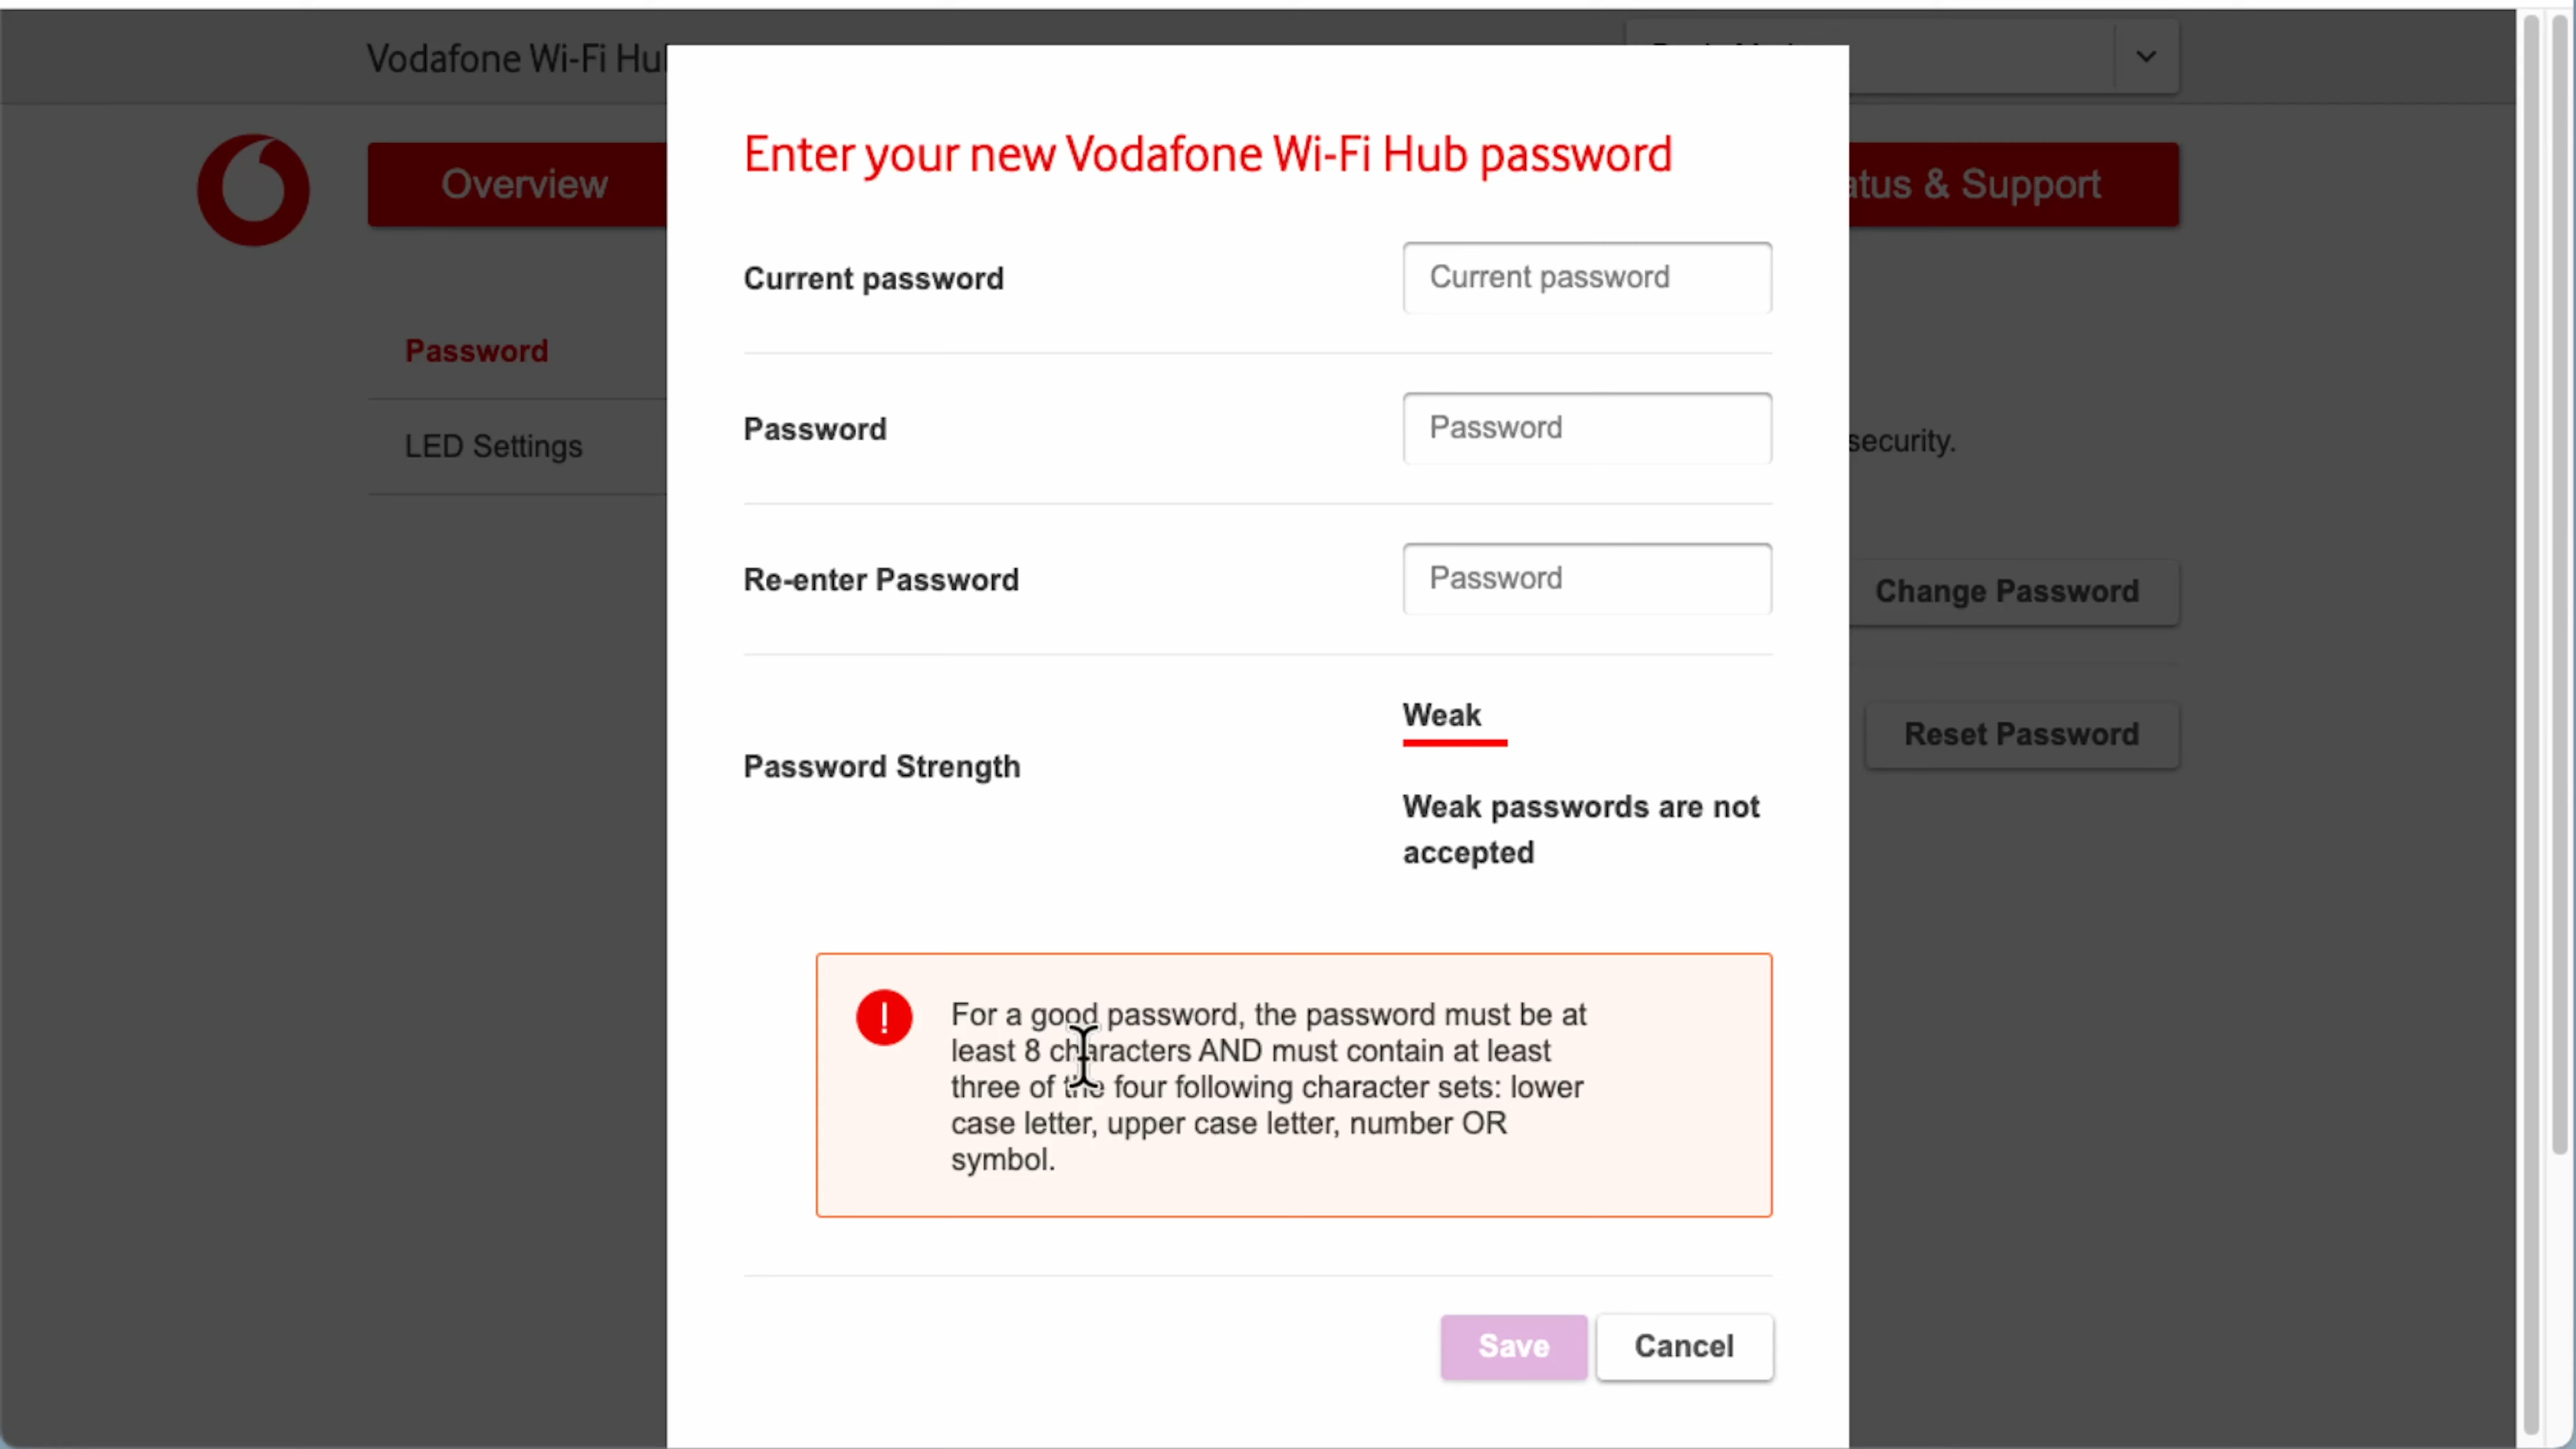 Vodafone Wi-Fi Hu
Enter your new Vodafone Wi-Fi Hub password
Overview
atus & Support
Current password
Current password
Password
Password
Password
LED Settings
security.
Re-enter Password
Password
Change Password
Weak
Reset Password
Password Strength
Weak passwords are not
accepted
For a good password, the password must be at
least 8 characters AND must contain at least
three of the four following character sets: lower
case letter, upper case letter, number OR
symbol.
Save
Cancel